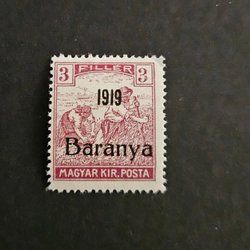 FILLÉR
3 3
1919
Baranya
MAGYAR KIR. POSTA